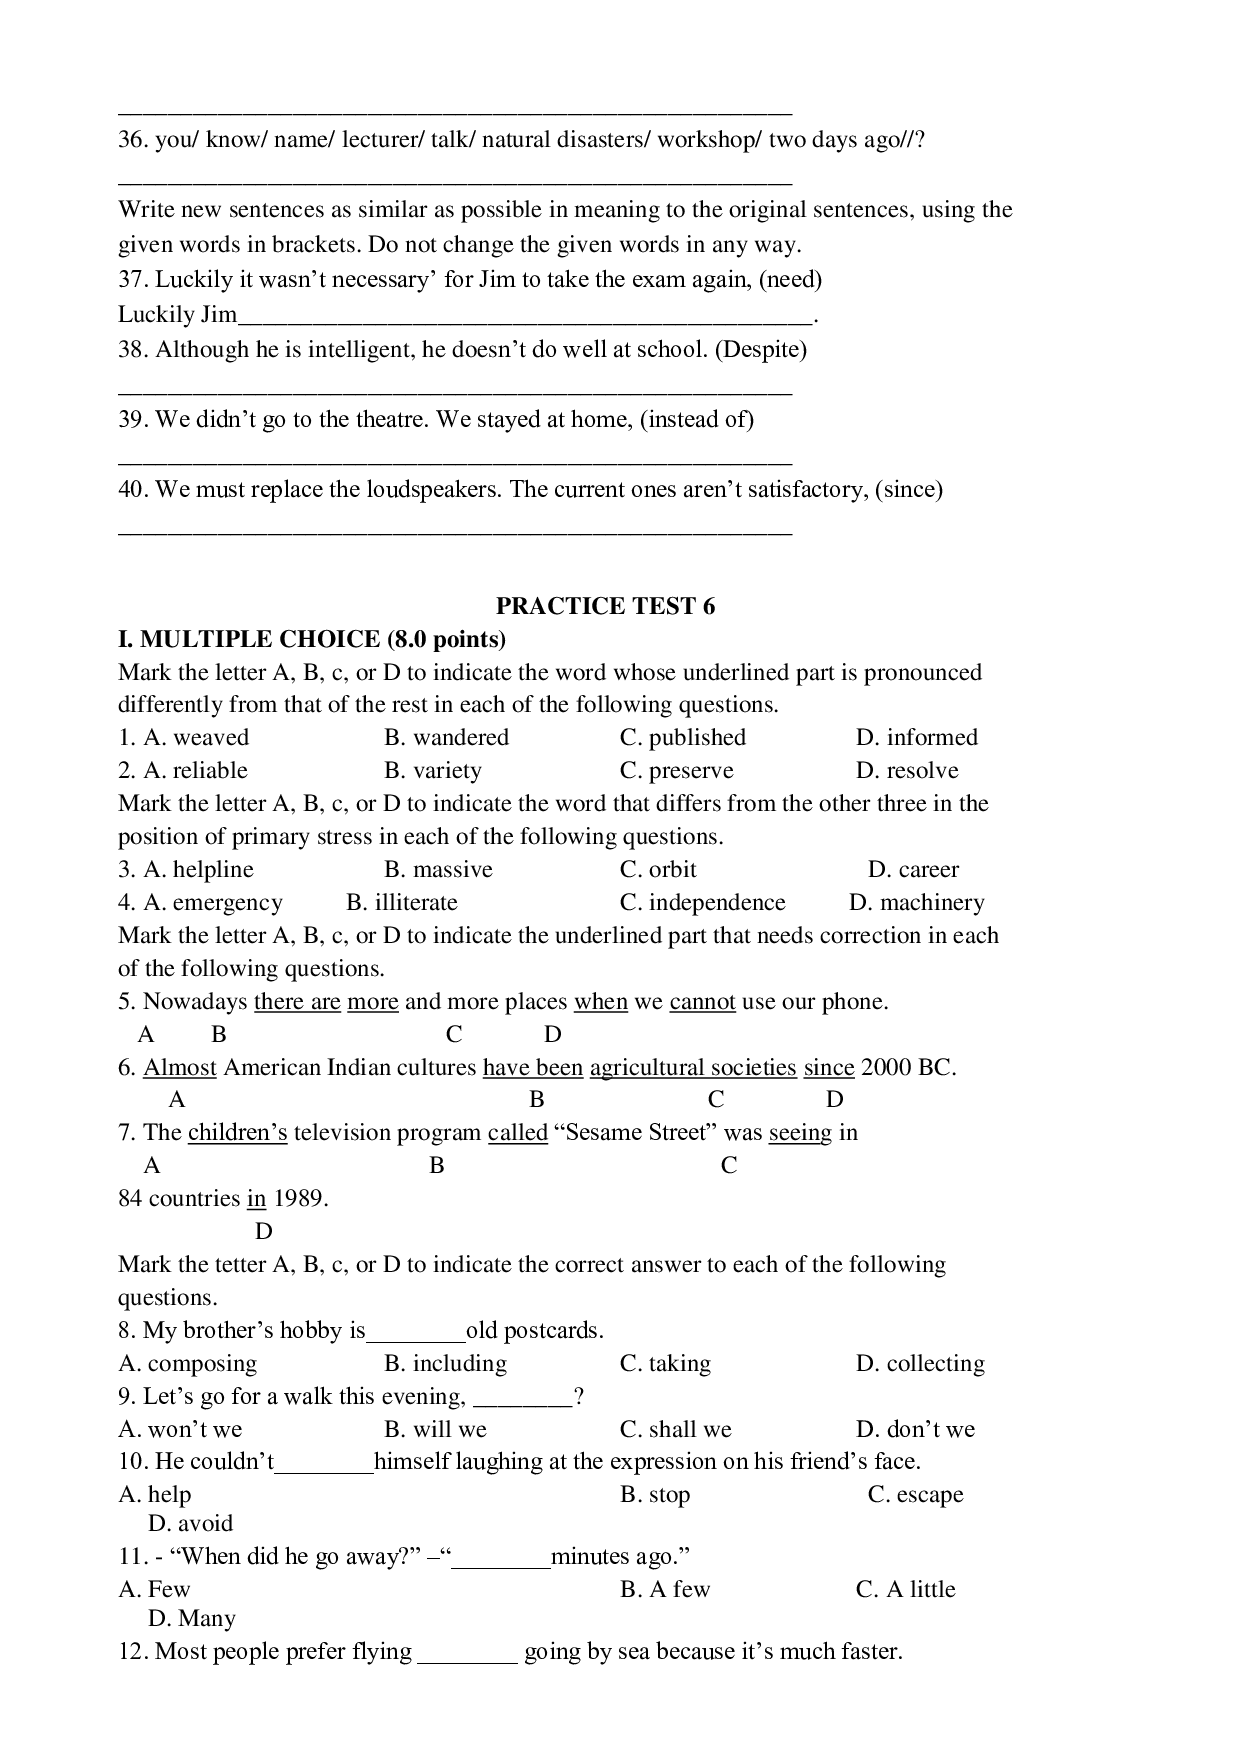 ______________________________________________________
36. you/ know/ name/ lecturer/ talk/ natural disasters/ workshop/ two days ago//?
______________________________________________________
Write new sentences as similar as possible in meaning to the original sentences, using the
given words in brackets. Do not change the given words in any way.
37. Luckily it wasn’t necessary’ for Jim to take the exam again, (need)
Luckily Jim______________________________________________.
38. Although he is intelligent, he doesn’t do well at school. (Despite)
______________________________________________________
39. We didn’t go to the theatre. We stayed at home, (instead of)
______________________________________________________
40. We must replace the loudspeakers. The current ones aren’t satisfactory, (since)
______________________________________________________
PRACTICE TEST 6
I. MULTIPLE CHOICE (8.0 points)
Mark the letter A, B, c, or D to indicate the word whose underlined part is pronounced
differently from that of the rest in each of the following questions.
1. A. weaved B. wandered C. published D. informed
2. A. reliable B. variety C. preserve D. resolve
Mark the letter A, B, c, or D to indicate the word that differs from the other three in the
position of primary stress in each of the following questions.
3. A. helpline B. massive C. orbit D. career
4. A. emergency B. illiterate C. independence D. machinery
Mark the letter A, B, c, or D to indicate the underlined part that needs correction in each
of the following questions.
5. Nowadays there are more and more places when we cannot use our phone.
A B C D
6. Almost American Indian cultures have been agricultural societies since 2000 BC.
A B C D
7. The children’s television program called “Sesame Street” was seeing in
A B C
84 countries in 1989.
D
Mark the tetter A, B, c, or D to indicate the correct answer to each of the following
questions.
8. My brother’s hobby is________old postcards.
A. composing B. including C. taking D. collecting
9. Let’s go for a walk this evening, ________?
A. won’t we B. will we C. shall we D. don’t we
10. He couldn’t________himself laughing at the expression on his friend’s face.
A. help B. stop C. escape
D. avoid
11. - “When did he go away?” –“________minutes ago.”
A. Few B. A few C. A little
D. Many
12. Most people prefer flying ________ going by sea because it’s much faster.